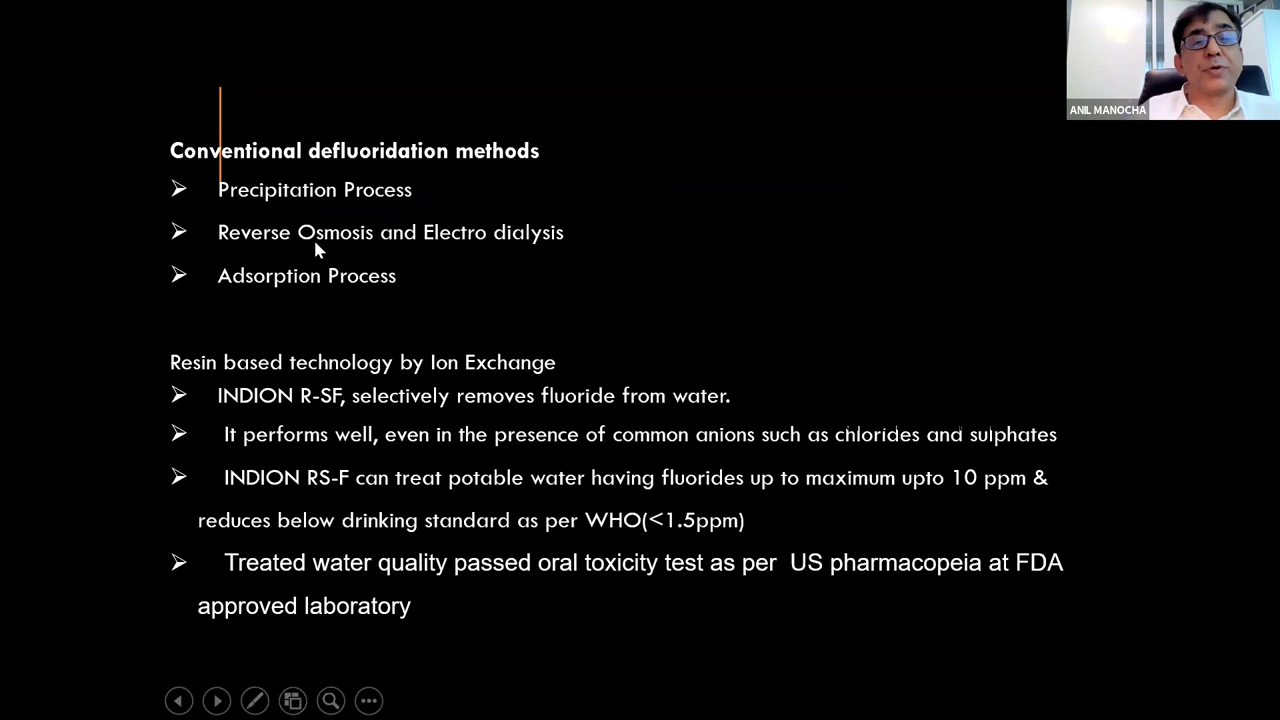 ANIL MANOCHA
Conventional defluoridation methods
➢ Precipitation Process
➢ Reverse Osmosis and Electro dialysis
➢ Adsorption Process
Resin based technology by Ion Exchange
➢ INDION R-SF, selectively removes fluoride from water.
➢ It performs well, even in the presence of common anions such as chlorides and sulphates
➢ INDION RS-F can treat potable water having fluorides up to maximum upto 10 ppm &
reduces below drinking standard as per WHO(<1.5ppm)
➢ Treated water quality passed oral toxicity test as per US pharmacopeia at FDA
approved laboratory